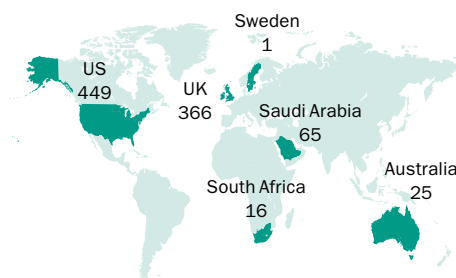 Sweden
1
US
449
UK
366
Saudi Arabia
65
Australia
25
South Africa
16